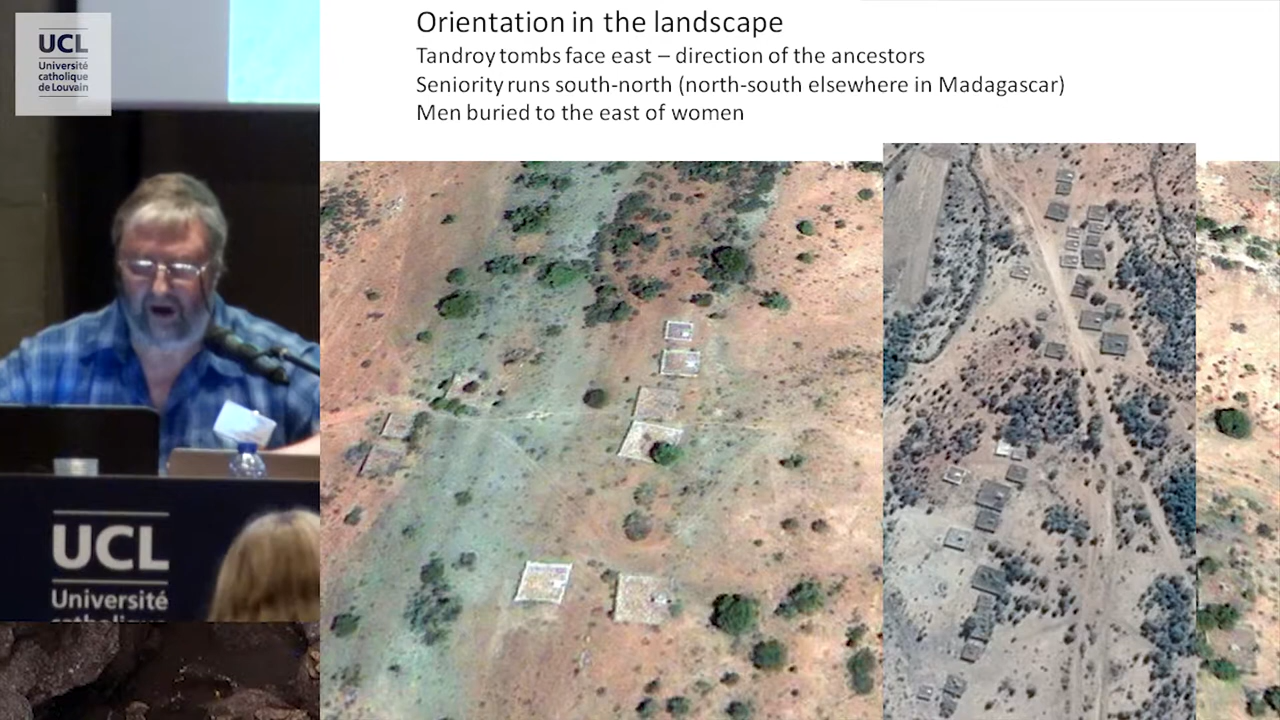 UCL
Université
catholique
de Louvain
Orientation in the landscape
Tandroy tombs face east – direction of the ancestors
Seniority runs south-north (north-south elsewhere in Madagascar)
Men buried to the east of women
UCL
Université
catholique